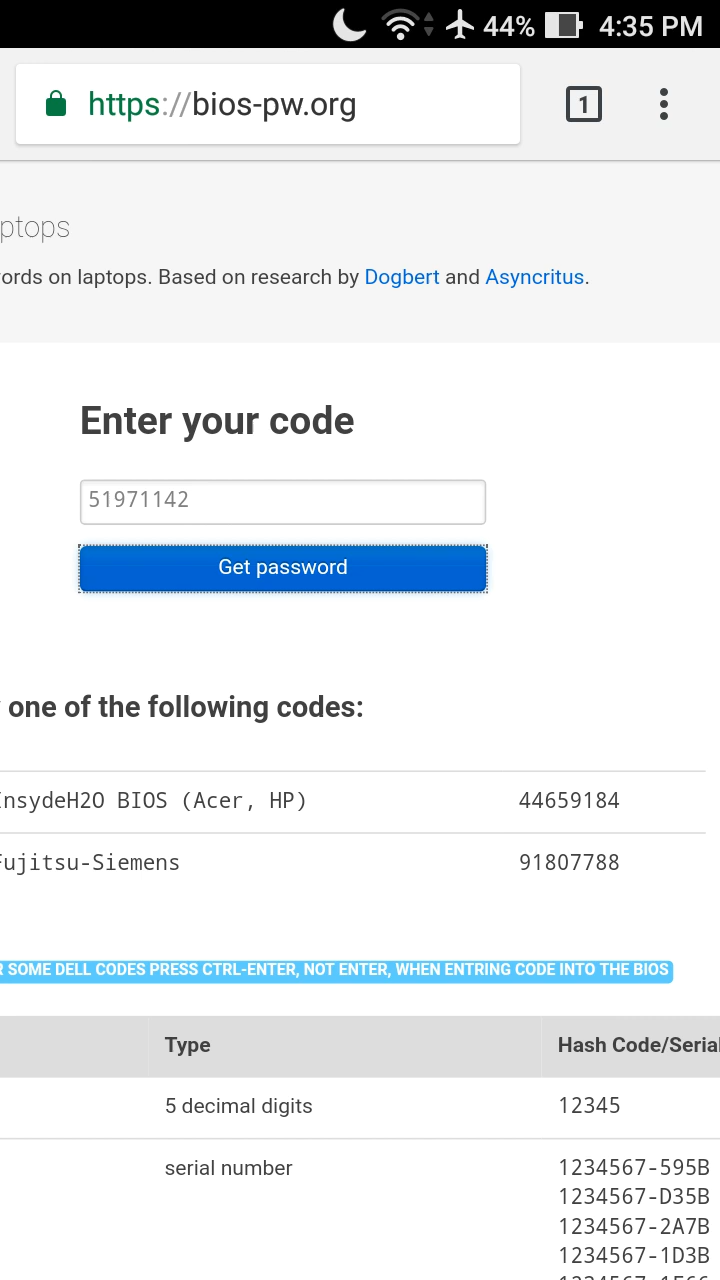 44% 4:35 PM
https://bios-pw.org 1
ptops
ords on laptops. Based on research by Dogbert and Asyncritus.
Enter your code
51971142
Get password
one of the following codes:
InsydeH2O BIOS (Acer, HP) 44659184
Fujitsu-Siemens 91807788
R SOME DELL CODES PRESS CTRL-ENTER, NOT ENTER, WHEN ENTRING CODE INTO THE BIOS
Type Hash Code/Serial
5 decimal digits 12345
serial number 1234567-595B
1234567-D35B
1234567-2A7B
1234567-1D3B